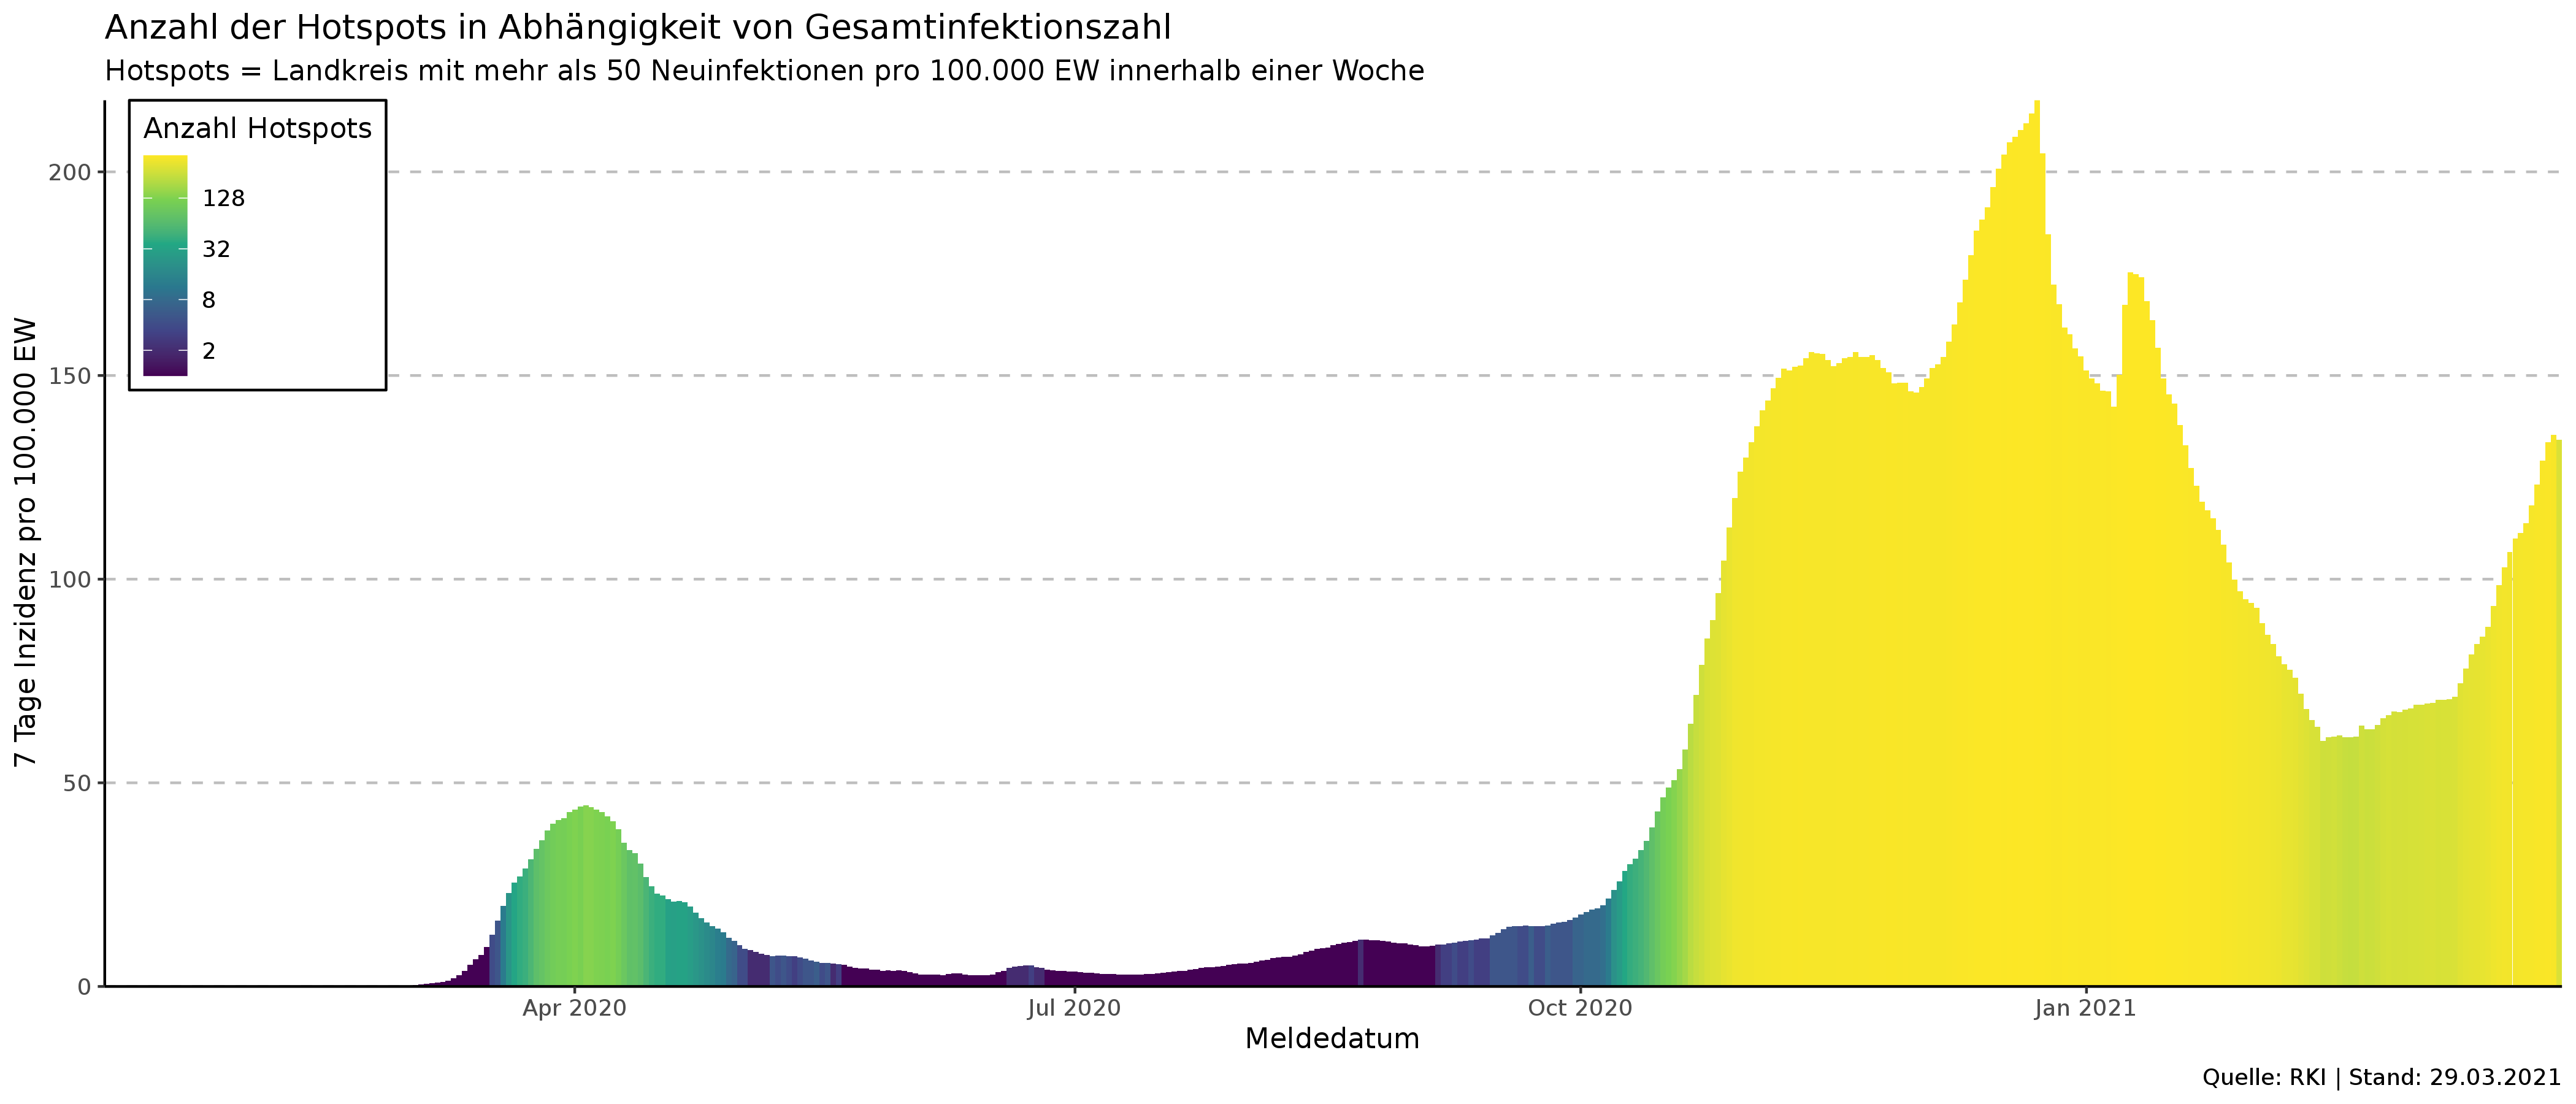 Anzahl der Hotspots in Abhängigkeit von Gesamtinfektionszahl
Hotspots = Landkreis mit mehr als 50 Neuinfektionen pro 100.000 EW innerhalb einer Woche
Anzahl Hotspots
128
32
8
2
7 Tage Inzidenz pro 100.000 EW
200
150
100
50
0
Apr 2020
Jul 2020
Oct 2020
Jan 2021
Meldedatum
Quelle: RKI | Stand: 29.03.2021